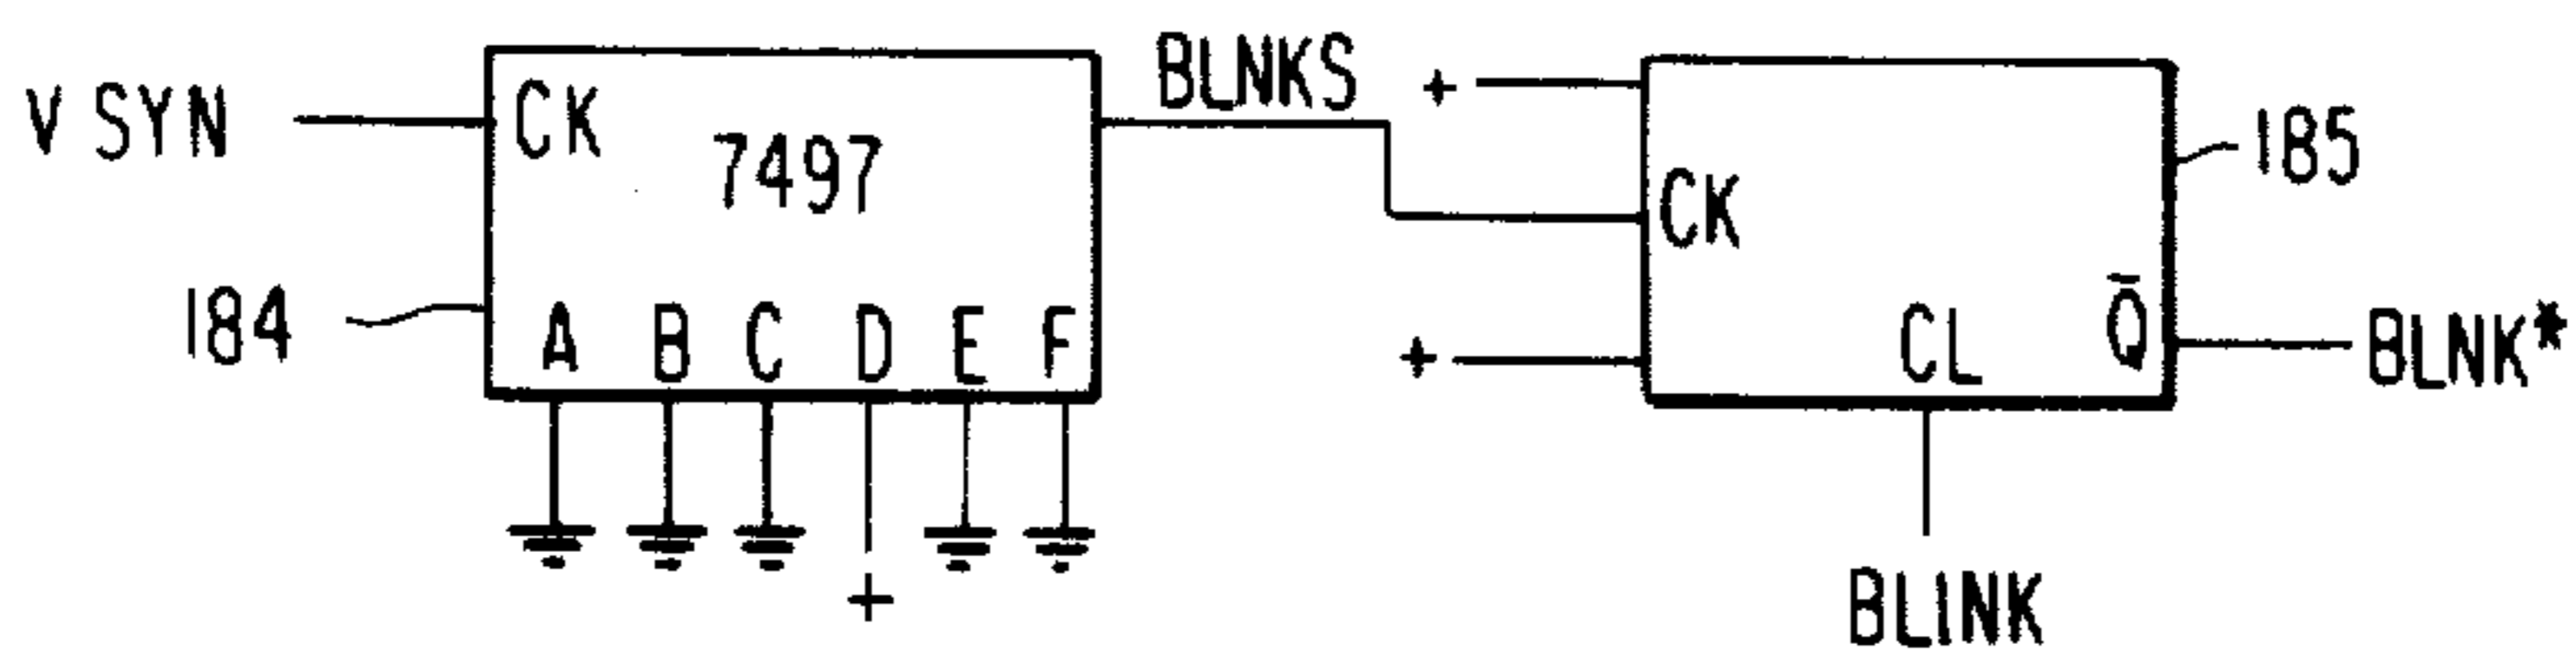 V SYN
CK
7497
184
A B C D E F
+
BLNKS
+
CK
+
CL
Q̅
185
BLNK*
BLINK